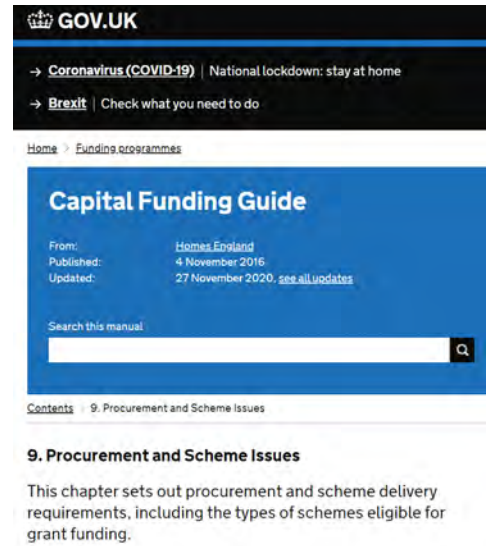 GOV.UK
→ Coronavirus (COVID-19) | National lockdown: stay at home
→ Brexit | Check what you need to do
Home > Funding programmes
Capital Funding Guide
From: Homes England
Published: 4 November 2016
Updated: 27 November 2020, see all updates
Search this manual
Contents › 9. Procurement and Scheme Issues
9. Procurement and Scheme Issues
This chapter sets out procurement and scheme delivery
requirements, including the types of schemes eligible for
grant funding.